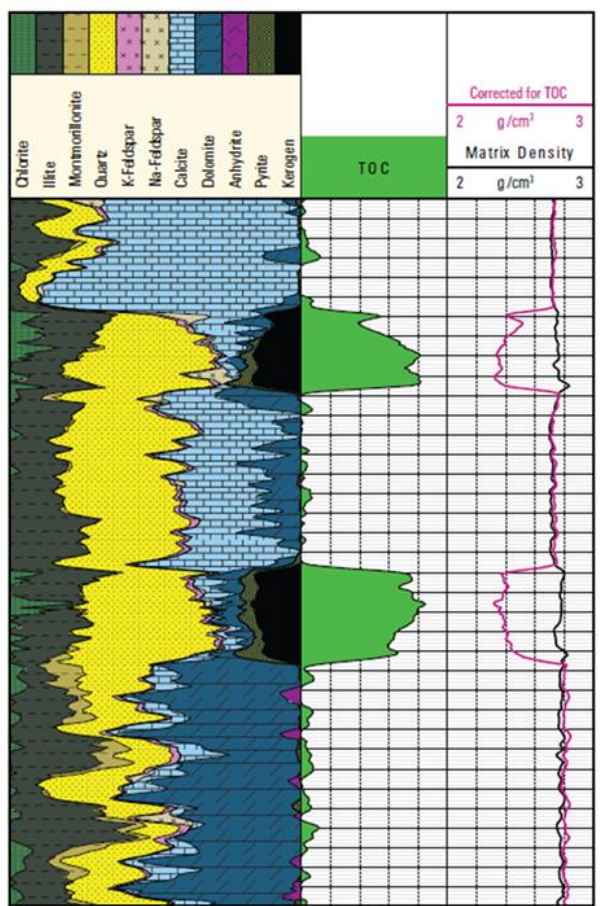 Chlorite
Illite
Montmorillonite
Quartz
K-Feldspar
Na-Feldspar
Calcite
Dolomite
Anhydrite
Pyrite
Kerogen
TOC
Corrected for TOC
2 g/cm³ 3
Matrix Density
2 g/cm³ 3